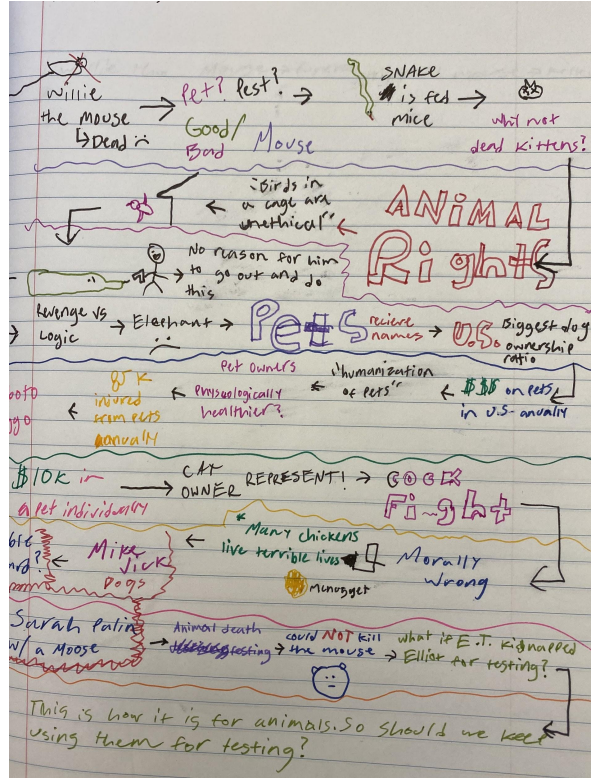 willie
the mouse
↳Dead
Pet? Pest?
Good/
Bad
Mouse
SNAKE
is fed
mice
why not
dead kittens?
ANIMAL
Rights
"Birds in
a cage are
unethical"
No reason for him
to go out and do
this
Revenge vs
Logic
Elephant
Pets
recieve
names
U.S.
Biggest dog
ownership
ratio
$$$ on pets
in U.S. anually
"humanization
of pets"
Pet owners
healthier?
85K
injured
from pets
anually
$10K in
a pet individually
CAT
OWNER
REPRESENT!
COCK
Fight
Morally
wrong
Many chickens
live terrible lives
Mcnugget
Mike
Vick
Dogs
Sarah Palin
w/ a Moose
Animal death
testing
could NOT kill
the mouse
what if E.T. kidnapped
Elliot for testing?
This is how it is for animals. So should we keep
using them for testing?